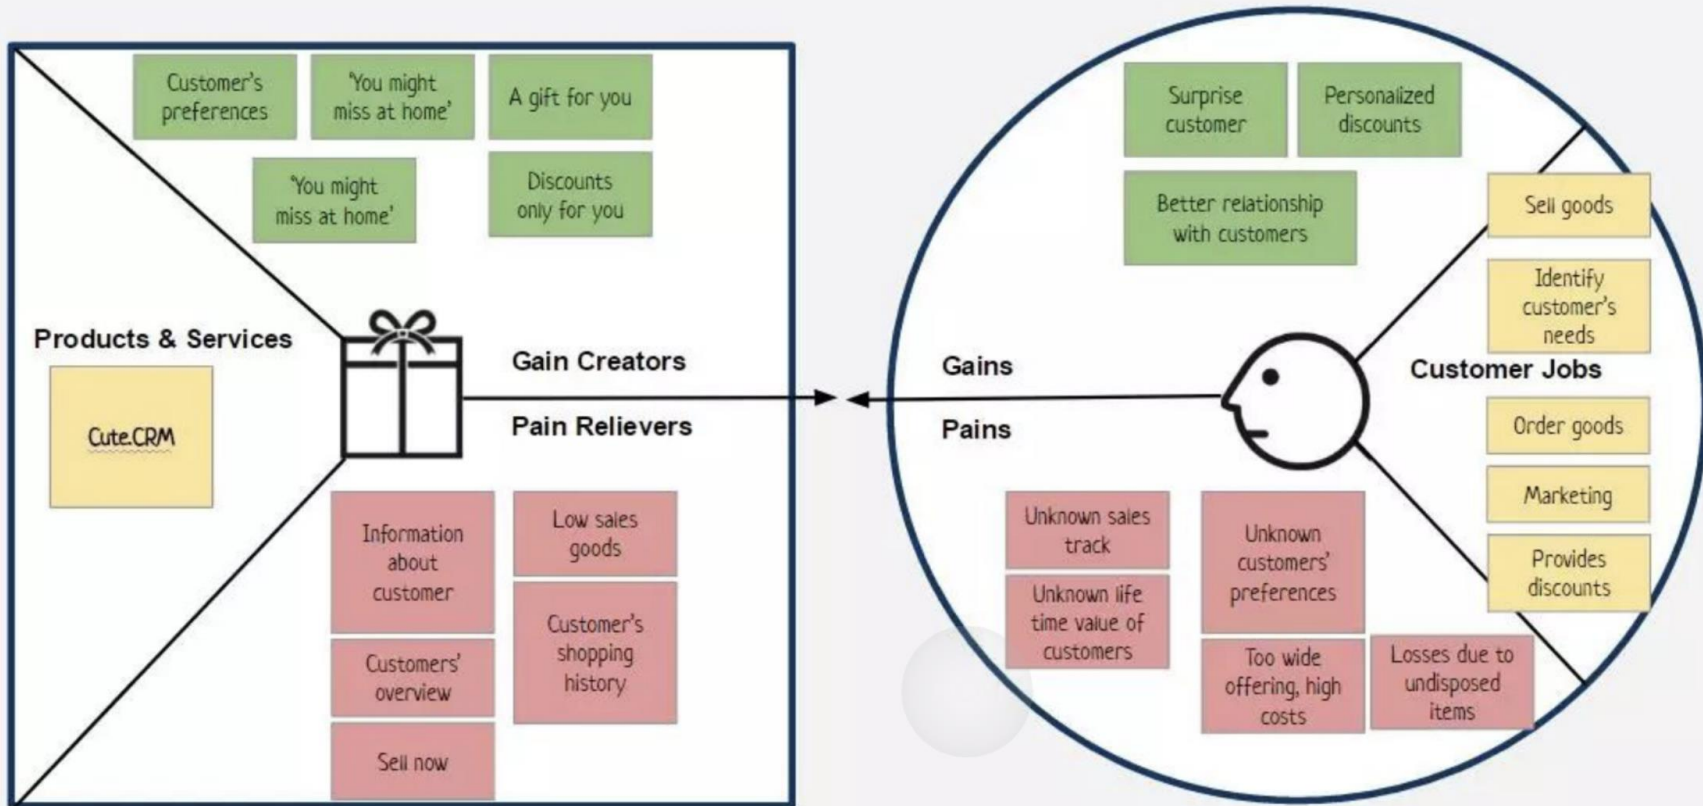 Customer's
preferences
'You might
miss at home'
A gift for you
'You might
miss at home'
Discounts
only for you
Products & Services
Cute.CRM
Gain Creators
Pain Relievers
Information
about
customer
Low sales
goods
Customers'
overview
Customer's
shopping
history
Sell now
Surprise
customer
Personalized
discounts
Better relationship
with customers
Gains
Pains
Sell goods
Identify
customer's
needs
Customer Jobs
Order goods
Marketing
Provides
discounts
Unknown sales
track
Unknown
customers'
preferences
Unknown life
time value of
customers
Too wide
offering, high
costs
Losses due to
undisposed
items